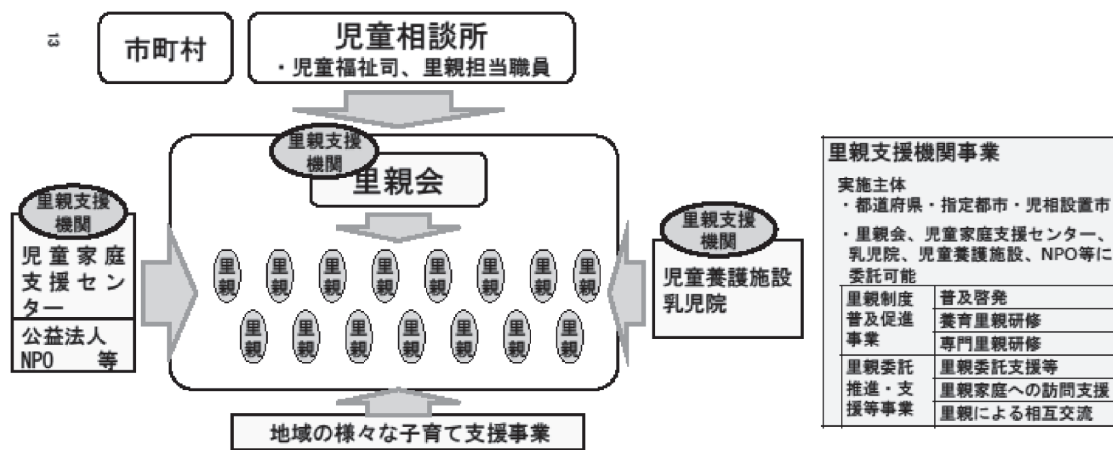 13
市町村
児童相談所
・児童福祉司、里親担当職員
里親支援
機関
里親会
里親支援
機関
児童家庭
支援セン
ター
公益法人
NPO 等
里親 里親 里親 里親 里親 里親 里親 里親
里親 里親 里親 里親 里親 里親 里親
里親支援
機関
児童養護施設
乳児院
地域の様々な子育て支援事業
里親支援機関事業
実施主体
・都道府県・指定都市・児相設置市
・里親会、児童家庭支援センター、
乳児院、児童養護施設、NPO等に
委託可能
里親制度
普及促進
事業
普及啓発
養育里親研修
専門里親研修
里親委託
推進・支
援等事業
里親委託支援等
里親家庭への訪問支援
里親による相互交流